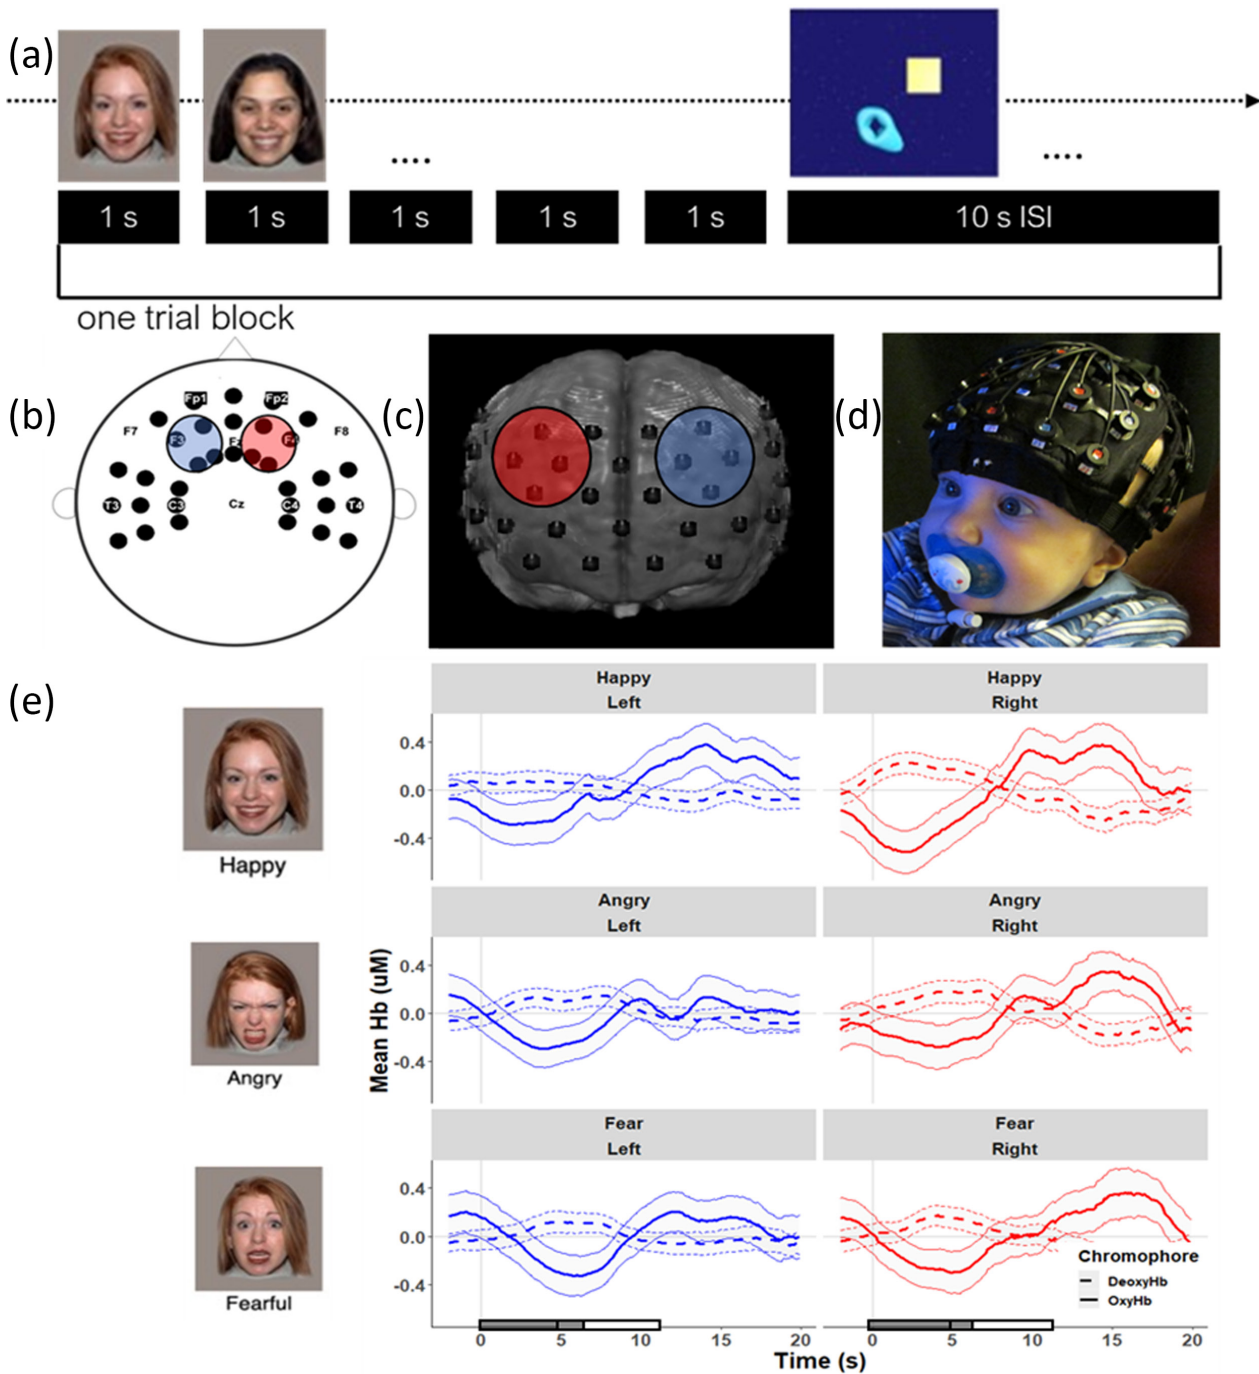 (a)
....
....
1 s 1 s 1 s 1 s 1 s 10 s ISI
one trial block
(b)
Fp1 Fp2
F7 F3 Fz F4 F8
T3 C3 Cz C4 T4
(c)
(d)
(e)
Happy
Left
Happy
Right
0.4
0.0
-0.4
Happy
Angry
Left
Angry
Right
0.4
0.0
-0.4
Angry
Mean Hb (uM)
Fear
Left
Fear
Right
0.4
0.0
-0.4
Fearful
Chromophore
DeoxyHb
OxyHb
0 5 10 15 20
0 5 10 15 20
Time (s)